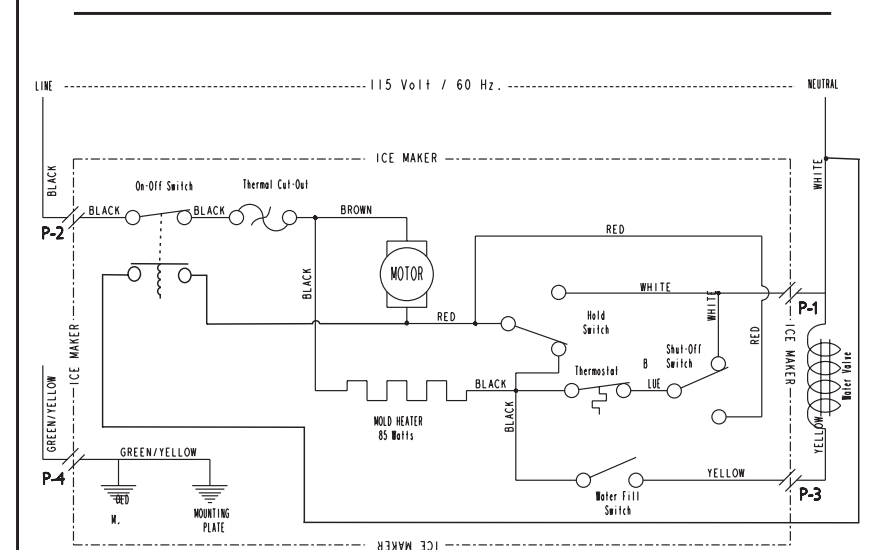 LINE
115 Volt / 60 Hz.
NEUTRAL
ICE MAKER
BLACK
WHITE
On-Off Switch
Thermal Cut-Out
BLACK
BLACK
BROWN
P-2
RED
MOTOR
BLACK
WHITE
WHITE
P-1
RED
Hold
Switch
RED
ICE MAKER
ICE MAKER
Shut-Off
Switch
Thermostat
B
LUE
BLACK
Water Valve
MOLD HEATER
85 Watts
BLACK
GREEN/YELLOW
YELLOW
GREEN/YELLOW
P-4
YELLOW
P-3
M.
MOUNTING
PLATE
Water Fill
Switch
ICE MAKER